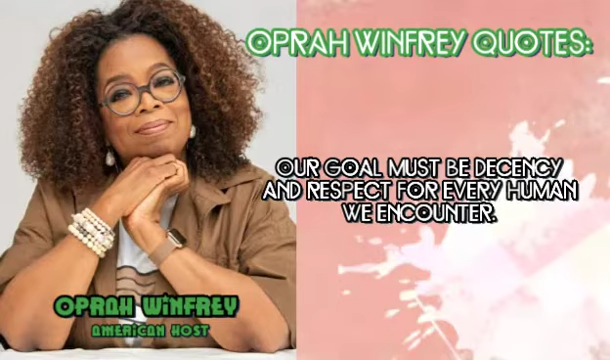 OPRAH WINFREY QUOTES:
OUR GOAL MUST BE DECENCY
AND RESPECT FOR EVERY HUMAN
WE ENCOUNTER.
OPRAH WINFREY
AMERICAN HOST